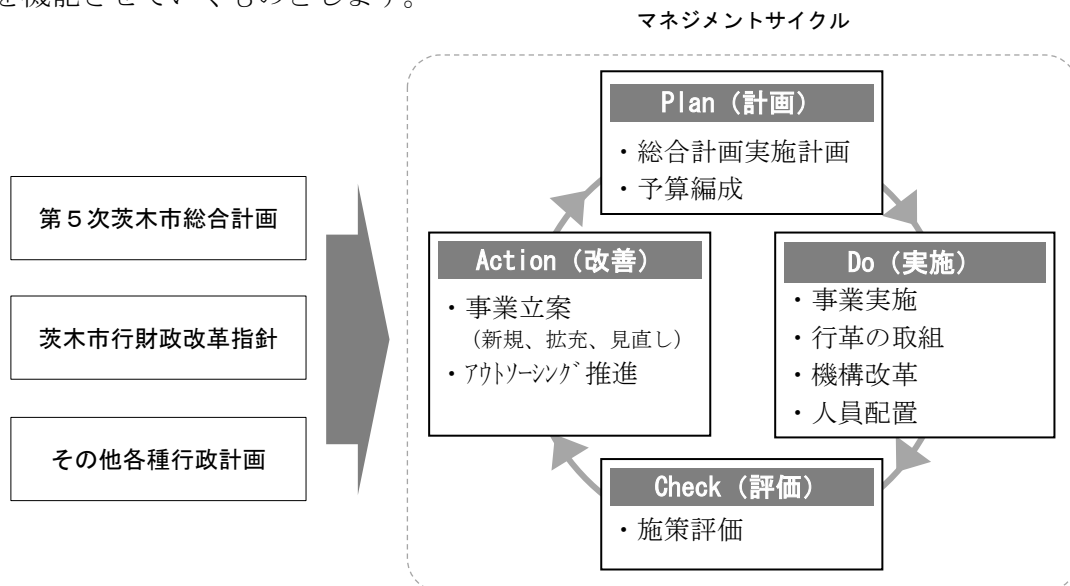 を機能させていくものとします。
マネジメントサイクル
第５次茨木市総合計画
茨木市行財政改革指針
その他各種行政計画
Plan（計画）
・総合計画実施計画
・予算編成
Do（実施）
・事業実施
・行革の取組
・機構改革
・人員配置
Check（評価）
・施策評価
Action（改善）
・事業立案
（新規、拡充、見直し）
・ｱｳﾄｿｰｼﾝｸﾞ推進